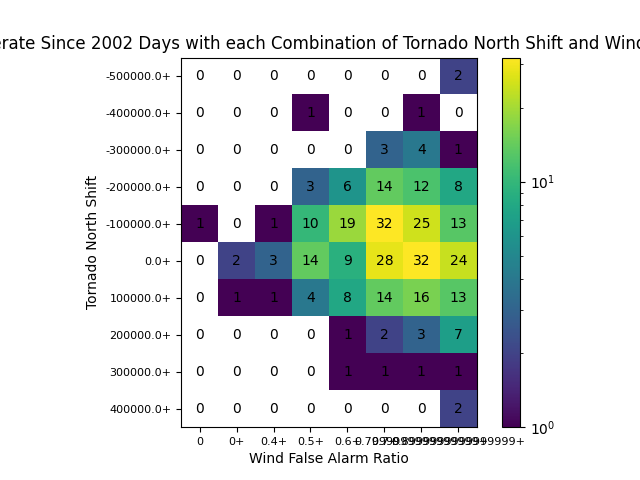 erate Since 2002 Days with each Combination of Tornado North Shift and Wind
Tornado North Shift
-500000.0+ 0 0 0 0 0 0 0 2
-400000.0+ 0 0 0 1 0 0 1 0
-300000.0+ 0 0 0 0 0 3 4 1
-200000.0+ 0 0 0 3 6 14 12 8
-100000.0+ 1 0 1 10 19 32 25 13
0.0+ 0 2 3 14 9 28 32 24
100000.0+ 0 1 1 4 8 14 16 13
200000.0+ 0 0 0 0 1 2 3 7
300000.0+ 0 0 0 0 1 1 1 1
400000.0+ 0 0 0 0 0 0 0 2
0 0+ 0.4+ 0.5+ 0.6+
Wind False Alarm Ratio
10¹
10⁰